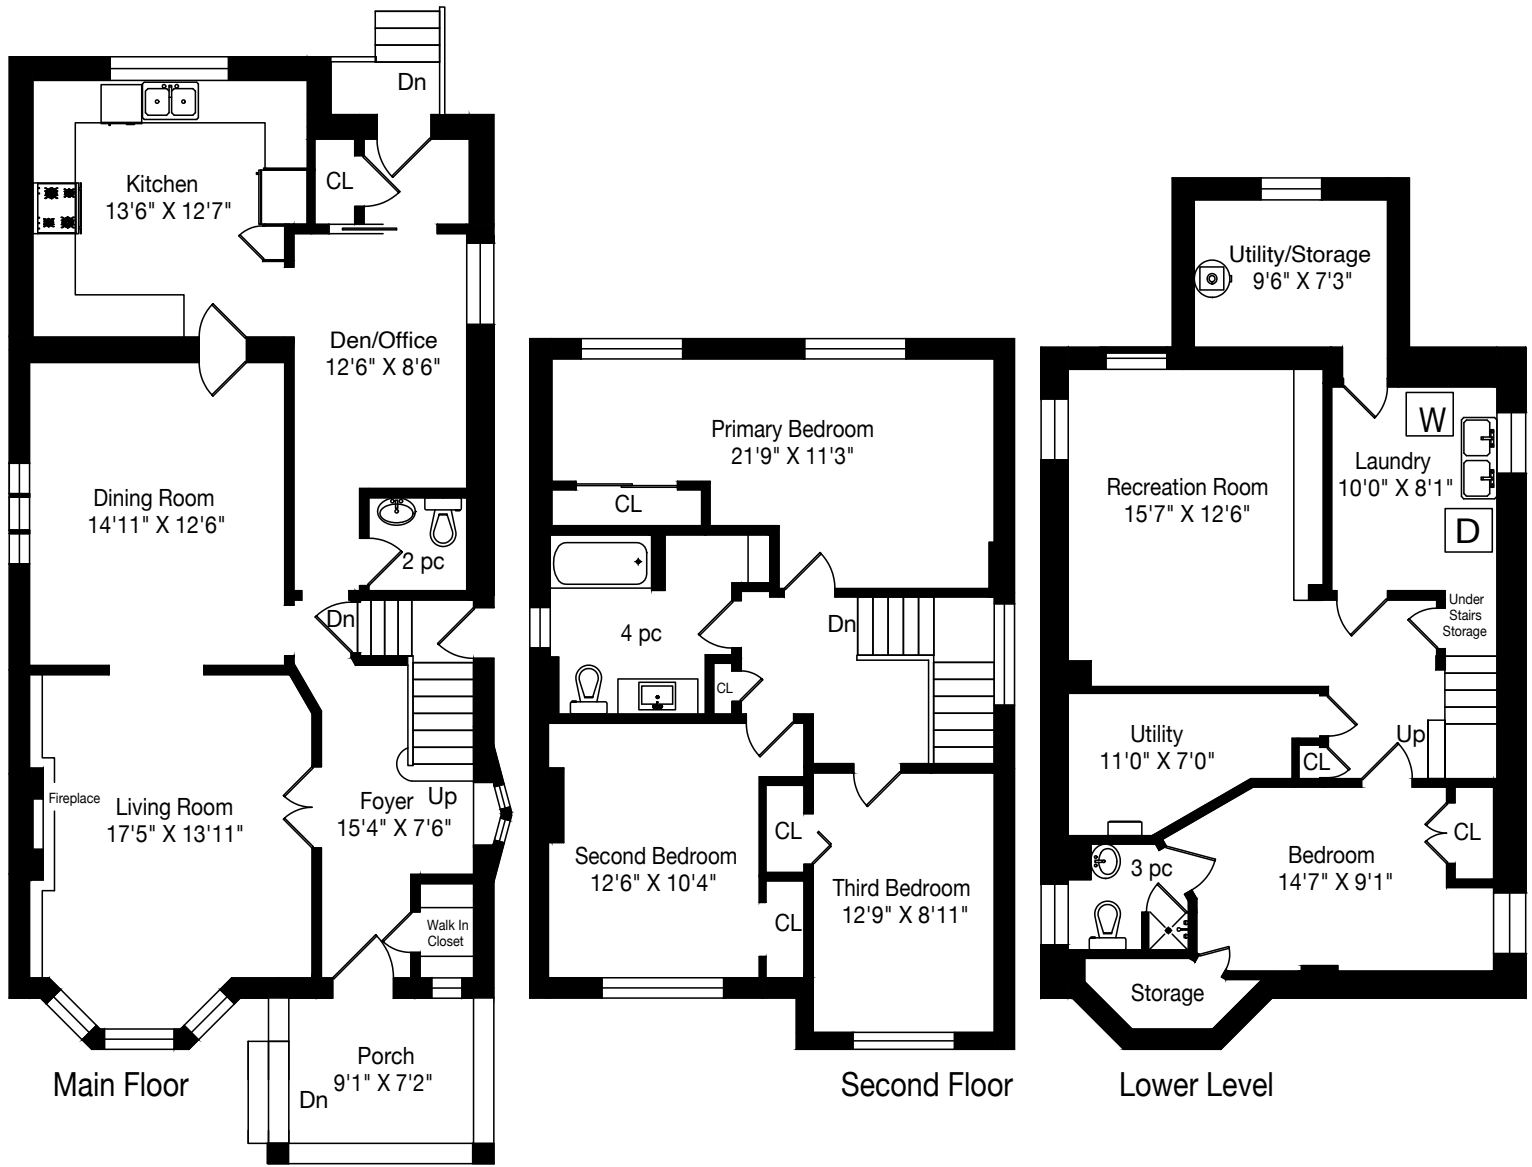 Dn
CL
Kitchen
13'6" X 12'7"
Den/Office
12'6" X 8'6"
Dining Room
14'11" X 12'6"
2 pc
Dn
Fireplace
Living Room
17'5" X 13'11"
Foyer
15'4" X 7'6"
Up
Walk In
Closet
Porch
9'1" X 7'2"
Dn
Main Floor
Primary Bedroom
21'9" X 11'3"
CL
4 pc
Dn
CL
Second Bedroom
12'6" X 10'4"
CL
Third Bedroom
12'9" X 8'11"
CL
Second Floor
Utility/Storage
9'6" X 7'3"
W
Laundry
10'0" X 8'1"
D
Recreation Room
15'7" X 12'6"
Under
Stairs
Storage
Utility
11'0" X 7'0"
Up
CL
CL
Bedroom
14'7" X 9'1"
3 pc
Storage
Lower Level